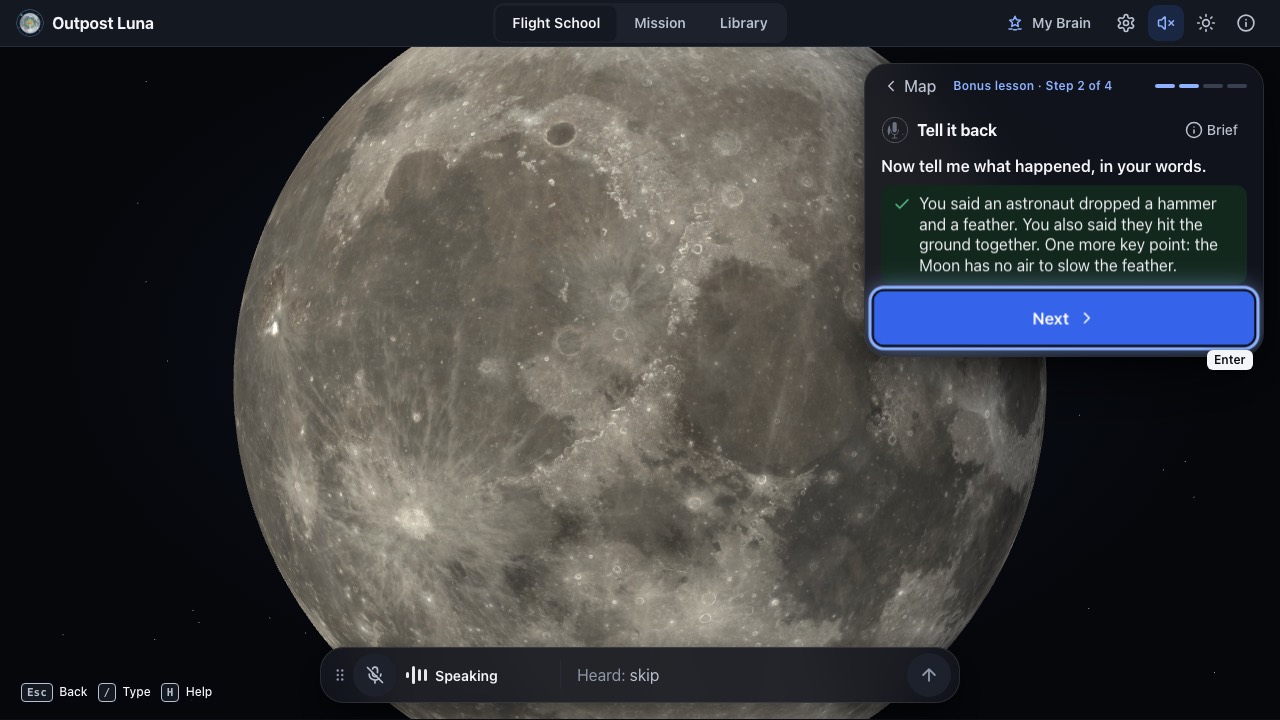 Outpost Luna
Flight School
Mission
Library
My Brain
Map
Bonus lesson · Step 2 of 4
Tell it back
Brief
Now tell me what happened, in your words.
You said an astronaut dropped a hammer
and a feather. You also said they hit the
ground together. One more key point: the
Moon has no air to slow the feather.
Next
Enter
Esc Back / Type H Help
Speaking
Heard: skip